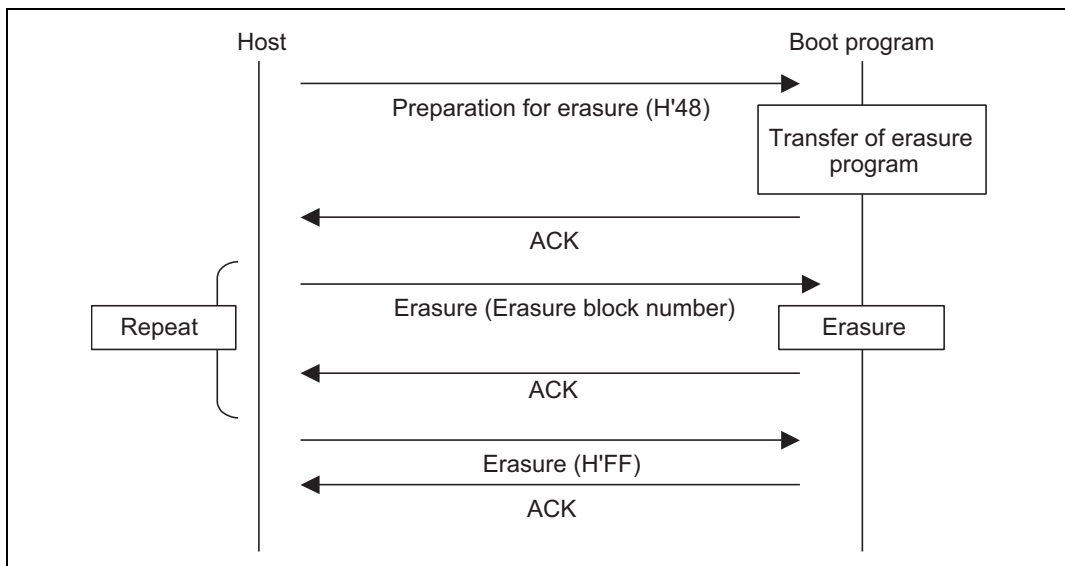 Host
Boot program
Preparation for erasure (H'48)
Transfer of erasure
program
ACK
Erasure (Erasure block number)
Repeat
Erasure
ACK
Erasure (H'FF)
ACK